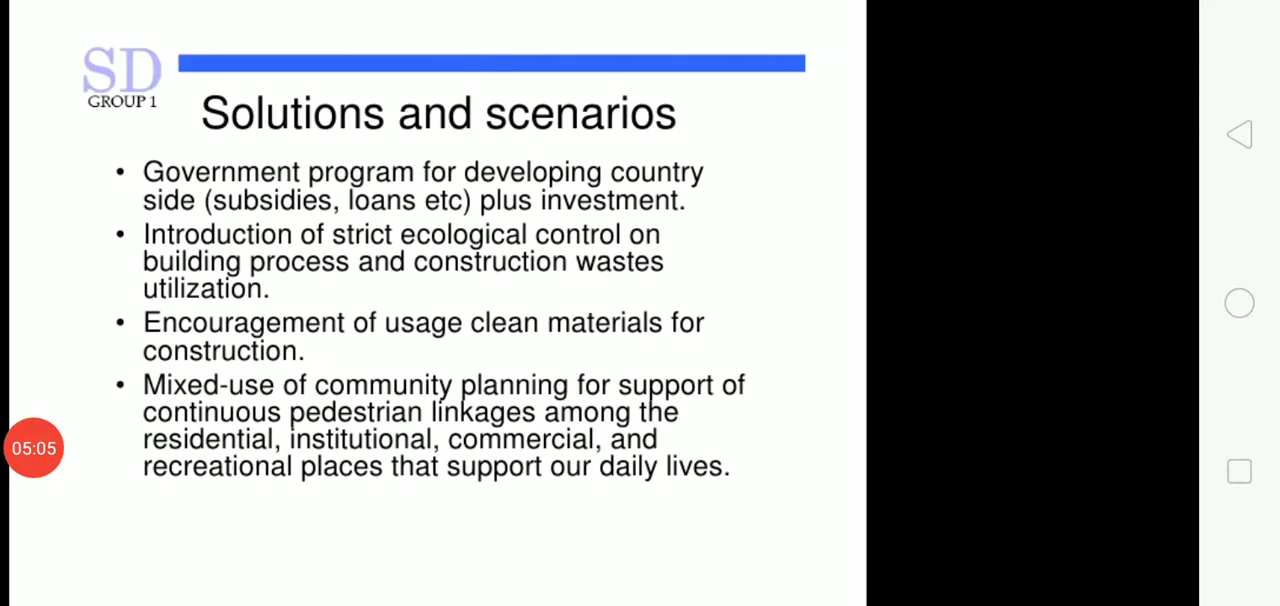 SD
GROUP 1
Solutions and scenarios
• Government program for developing country
side (subsidies, loans etc) plus investment.
• Introduction of strict ecological control on
building process and construction wastes
utilization.
• Encouragement of usage clean materials for
construction.
• Mixed-use of community planning for support of
continuous pedestrian linkages among the
residential, institutional, commercial, and
recreational places that support our daily lives.
05:05